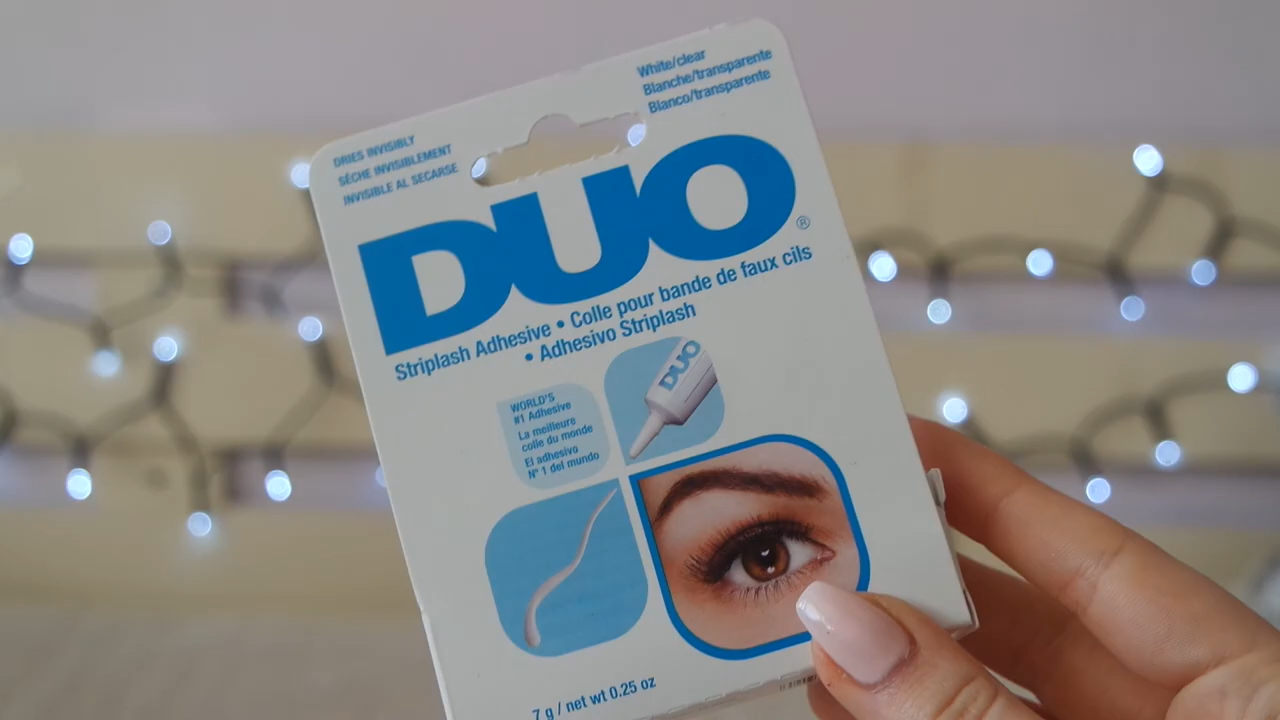 DRIES INVISIBLY
SÈCHE INVISIBLEMENT
INVISIBLE AL SECARSE
White/clear
Blanche/transparente
Blanco/transparente
DUO®
Striplash Adhesive • Colle pour bande de faux cils
• Adhesivo Striplash
WORLD'S
#1 Adhesive
La meilleure
colle du monde
El adhesivo
N° 1 del mundo
DUO
7 g / net wt 0.25 oz